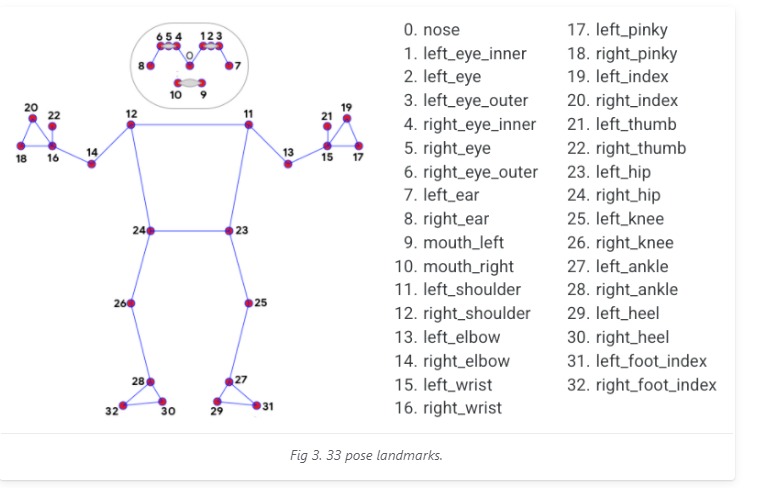 6 5 4 1 2 3
0
8 7
10 9
20 22 12 11 21 19
18 16 14 13 15 17
24 23
26 25
28 27
32 30 29 31
0. nose
1. left_eye_inner
2. left_eye
3. left_eye_outer
4. right_eye_inner
5. right_eye
6. right_eye_outer
7. left_ear
8. right_ear
9. mouth_left
10. mouth_right
11. left_shoulder
12. right_shoulder
13. left_elbow
14. right_elbow
15. left_wrist
16. right_wrist
17. left_pinky
18. right_pinky
19. left_index
20. right_index
21. left_thumb
22. right_thumb
23. left_hip
24. right_hip
25. left_knee
26. right_knee
27. left_ankle
28. right_ankle
29. left_heel
30. right_heel
31. left_foot_index
32. right_foot_index
Fig 3. 33 pose landmarks.